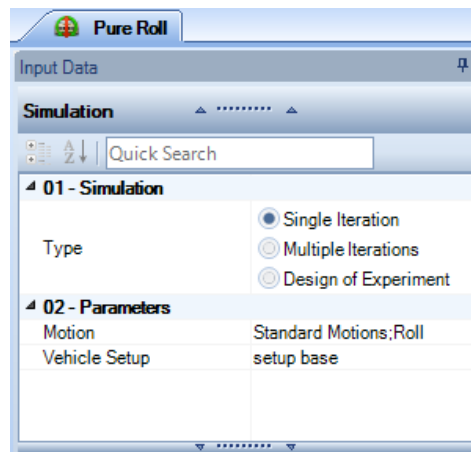 Pure Roll
Input Data
Simulation
A Z Quick Search
01 - Simulation
Type
Single Iteration
Multiple Iterations
Design of Experiment
02 - Parameters
Motion Standard Motions;Roll
Vehicle Setup setup base